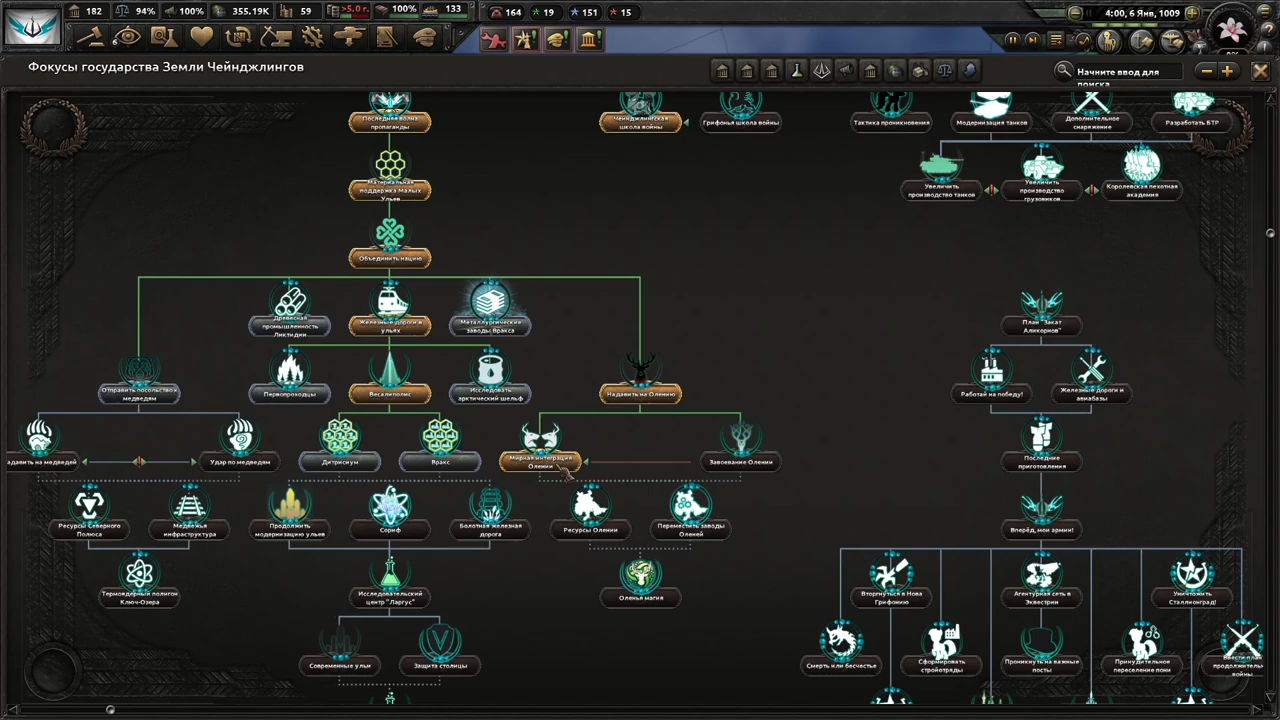 182 94% 100% 355.19K 59 >5.0 г. 100% 133 164 19 151 15 4:00, 6 Янв, 1009
Фокусы государства Земли Чейнджлингов
Начните ввод для
поиска
Последняя волна
пропаганды
Чейнджлингская
школа войны
Грифонья школа войны
Тактика проникновения
Модернизация танков
Дополнительное
снаряжение
Разработать БТР
Материальная
поддержка Малых
Ульев
Увеличить
производство танков
Увеличить
производство
грузовиков
Королевская пехотная
академия
Объединить нацию
Древесная
промышленность
Ликтидии
Железные дороги в
ульях
Металлургические
заводы Вракса
План "Закат
Аликорнов"
Отправить посольство к
медведям
Первопроходцы
Весалиполис
Исследовать
арктический шельф
Надавить на Олению
Работай на победу!
Железные дороги и
авиабазы
адавить на медведей
Удар по медведям
Дитрисиум
Вракс
Мирная интеграция
Олении
Завоевание Олении
Последние
приготовления
Ресурсы Северного
Полюса
Медвежья
инфраструктура
Продолжить
модернизацию ульев
Сориф
Болотная железная
дорога
Ресурсы Олении
Переместить заводы
Оленей
Вперёд, мои армии!
Термоядерный полигон
Ключ-Озера
Исследовательский
центр "Ларгус"
Оленья магия
Вторгнуться в Нова
Грифонию
Агентурная сеть в
Эквестрии
Уничтожить
Сталлионград!
Современные ульи
Защита столицы
Смерть или бесчестье
Сформировать
стройотряды
Проникнуть на важные
посты
Принудительное
переселение пони
Ввести план
продолжитель
войны